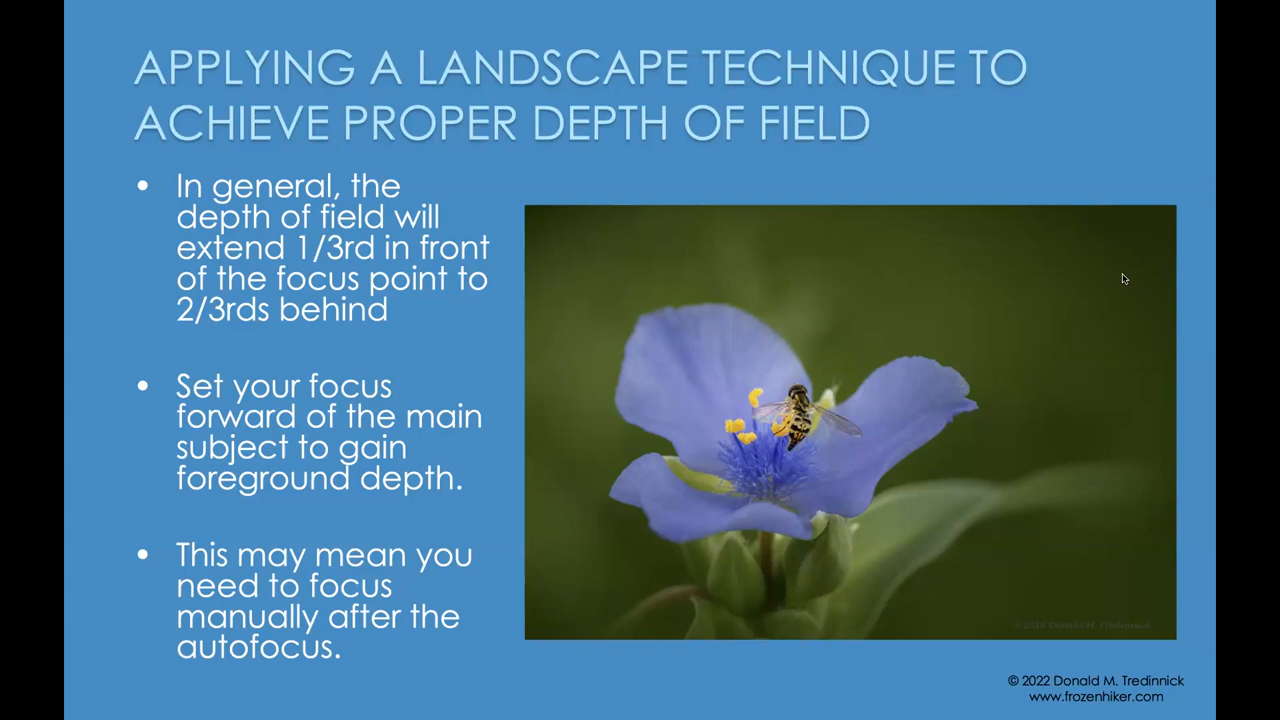 APPLYING A LANDSCAPE TECHNIQUE TO
ACHIEVE PROPER DEPTH OF FIELD
• In general, the
depth of field will
extend 1/3rd in front
of the focus point to
2/3rds behind
• Set your focus
forward of the main
subject to gain
foreground depth.
• This may mean you
need to focus
manually after the
autofocus.
Donald M. Tredinnick
© 2022 Donald M. Tredinnick
www.frozenhiker.com